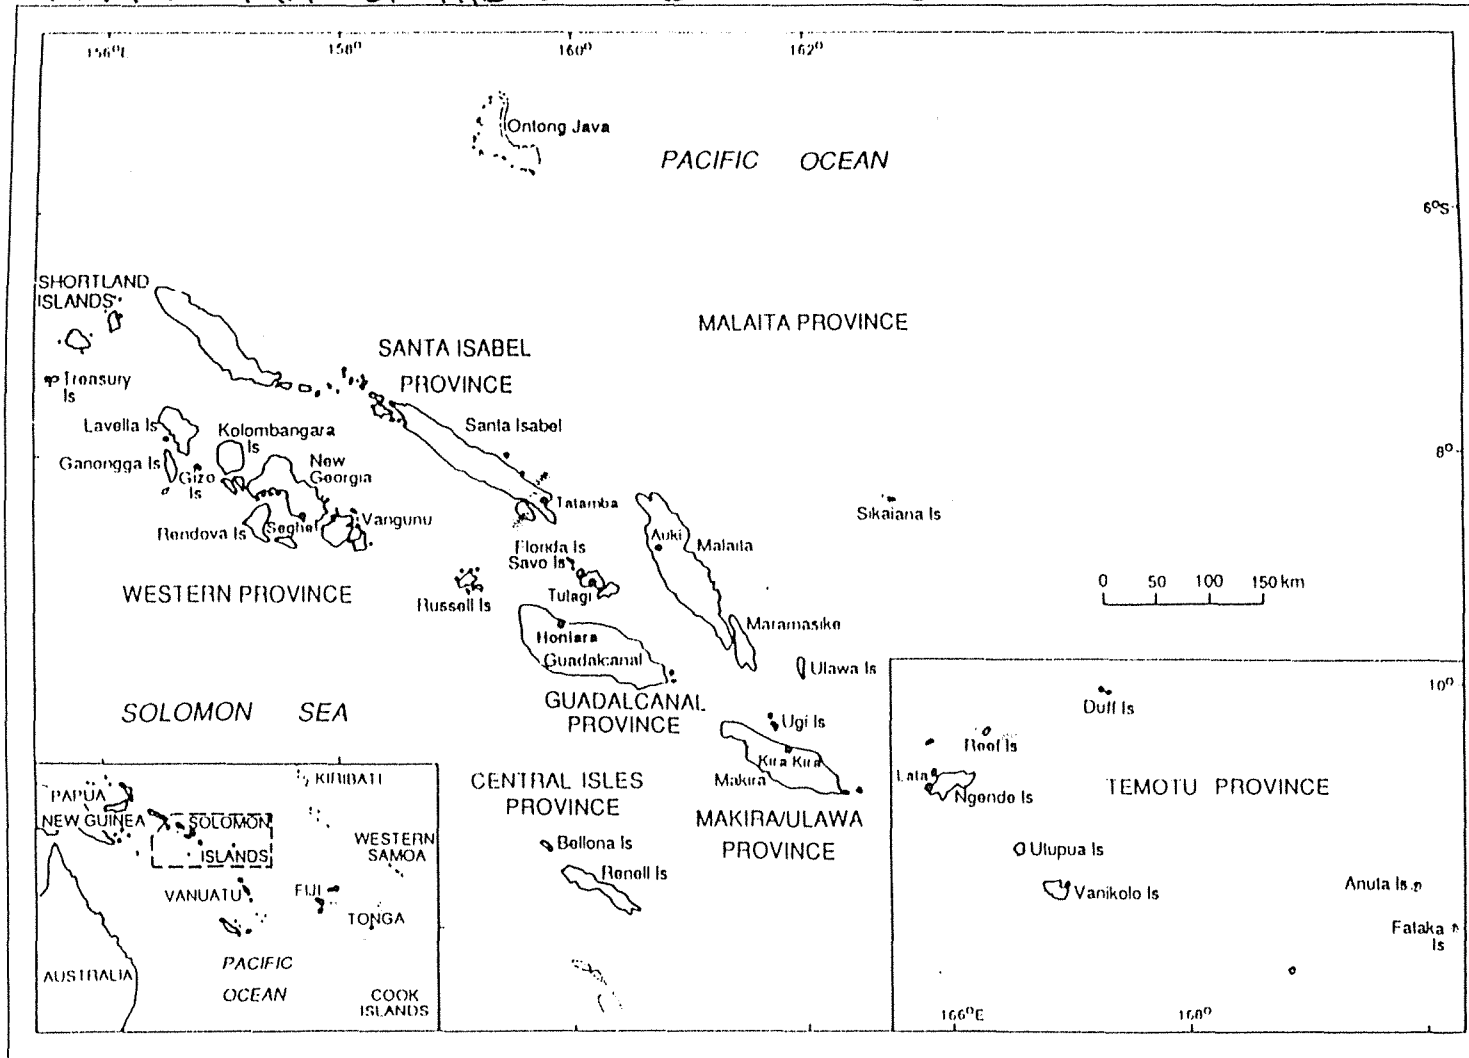 156°E
158°
160°
162°
Ontong Java
PACIFIC OCEAN
6°S
SHORTLAND
ISLANDS
MALAITA PROVINCE
SANTA ISABEL
PROVINCE
Treasury
Is
Lavella Is
Kolombangara
Is
Santa Isabel
Ganongga Is
Gizo
Is
New
Georgia
8°
Tatamba
Sikaiana Is
Rendova Is
Seghe
Vangunu
Auki
Malaita
Florida Is
Savo Is
Tulagi
Russell Is
WESTERN PROVINCE
0 50 100 150 km
Maramasike
Honiara
Guadalcanal
Ulawa Is
GUADALCANAL
PROVINCE
SOLOMON SEA
Ugi Is
Kira Kira
Makira
CENTRAL ISLES
PROVINCE
MAKIRA/ULAWA
PROVINCE
Bellona Is
Renell Is
10°
Duff Is
Reef Is
Lata
Ngendo Is
TEMOTU PROVINCE
Ulupua Is
Vanikolo Is
Anuta Is
Fataka
Is
166°E
168°
KIRIBATI
PAPUA
NEW GUINEA
SOLOMON
ISLANDS
WESTERN
SAMOA
VANUATU
FIJI
TONGA
PACIFIC
OCEAN
AUSTRALIA
COOK
ISLANDS